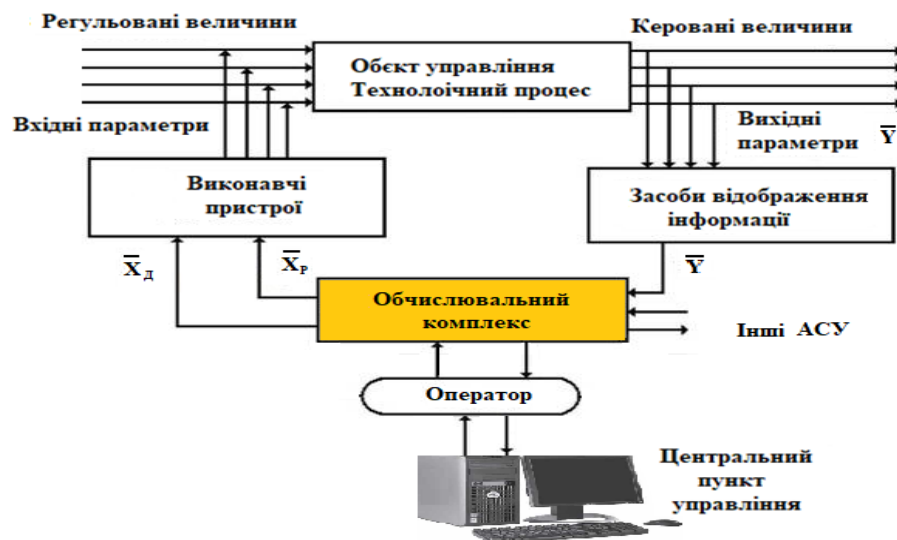 Регульовані величини
Керовані величини
Обєкт управління
Технолоічний процес
Вхідні параметри
Вихідні
параметри
Y̅
Виконавчі
пристрої
Засоби відображення
інформації
X̅д
X̅р
Y̅
Обчислювальний
комплекс
Інші АСУ
Оператор
Центральний
пункт
управління